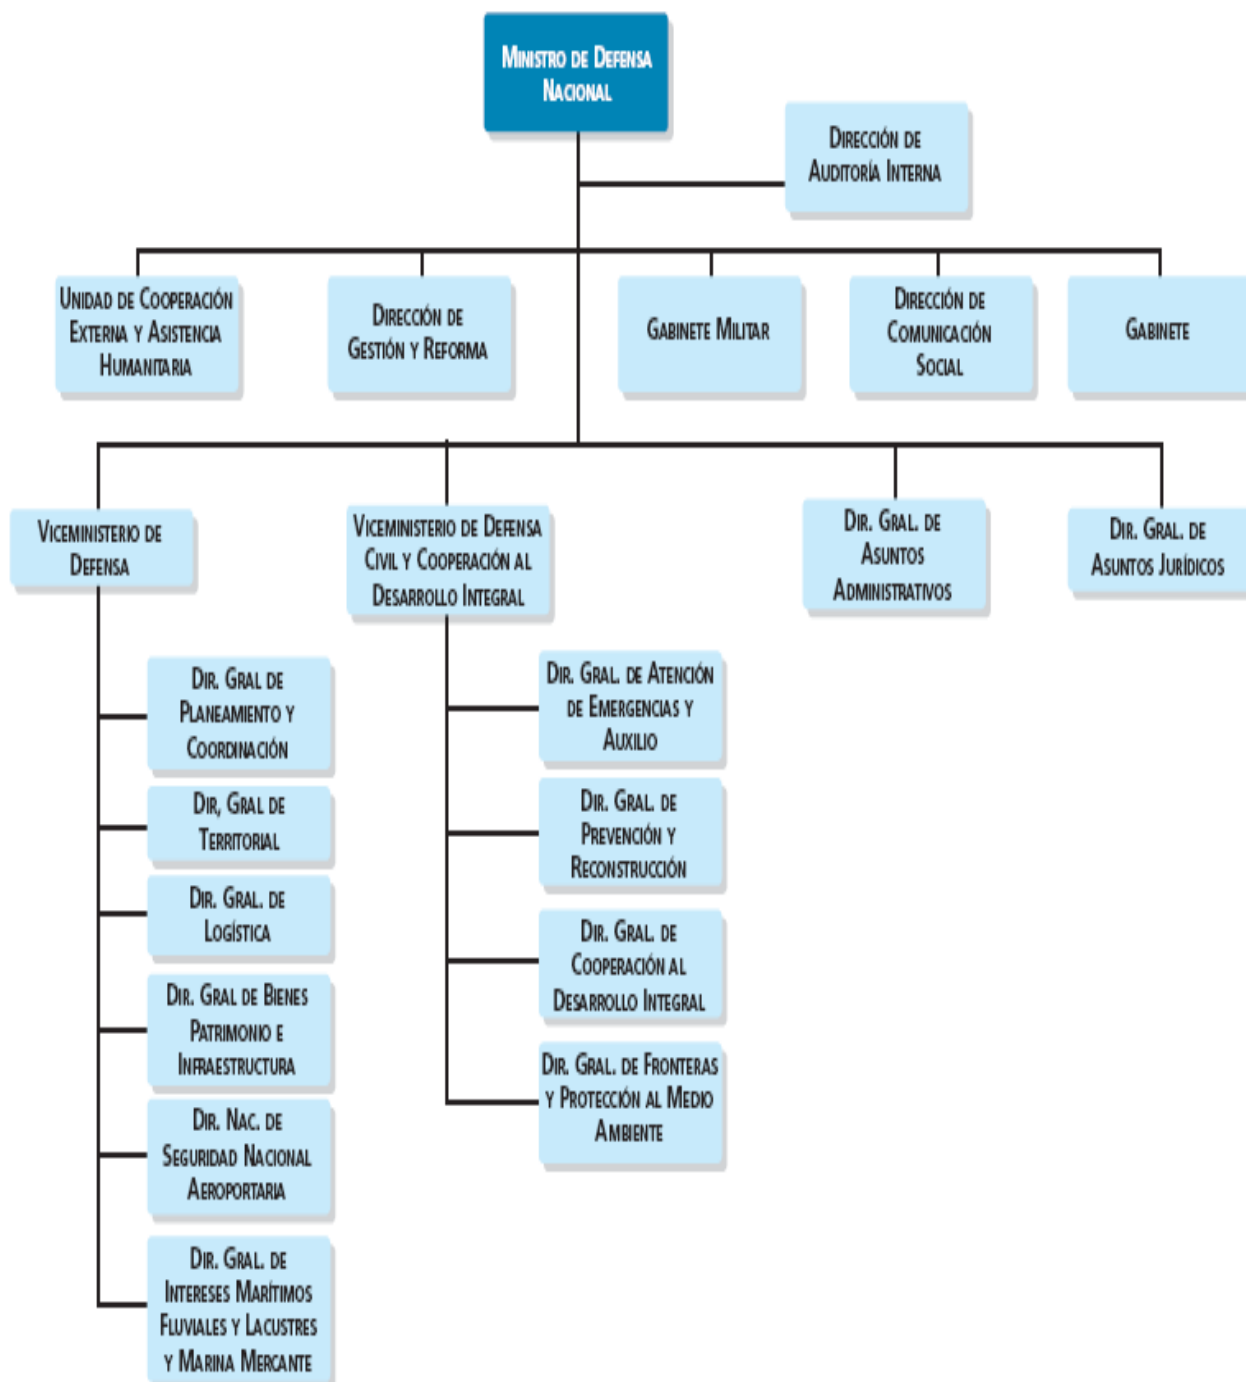 MINISTRO DE DEFENSA
NACIONAL
DIRECCIÓN DE
AUDITORÍA INTERNA
UNIDAD DE COOPERACIÓN
EXTERNA Y ASISTENCIA
HUMANITARIA
DIRECCIÓN DE
GESTIÓN Y REFORMA
GABINETE MILITAR
DIRECCIÓN DE
COMUNICACIÓN
SOCIAL
GABINETE
VICEMINISTERIO DE
DEFENSA
VICEMINISTERIO DE DEFENSA
CIVIL Y COOPERACIÓN AL
DESARROLLO INTEGRAL
DIR. GRAL. DE
ASUNTOS
ADMINISTRATIVOS
DIR. GRAL. DE
ASUNTOS JURÍDICOS
DIR. GRAL DE
PLANEAMIENTO Y
COORDINACIÓN
DIR, GRAL DE
TERRITORIAL
DIR. GRAL. DE
LOGÍSTICA
DIR. GRAL DE BIENES
PATRIMONIO E
INFRAESTRUCTURA
DIR. NAC. DE
SEGURIDAD NACIONAL
AEROPORTARIA
DIR. GRAL. DE
INTERESES MARÍTIMOS
FLUVIALES Y LACUSTRES
Y MARINA MERCANTE
DIR. GRAL. DE ATENCIÓN
DE EMERGENCIAS Y
AUXILIO
DIR. GRAL. DE
PREVENCIÓN Y
RECONSTRUCCIÓN
DIR. GRAL. DE
COOPERACIÓN AL
DESARROLLO INTEGRAL
DIR. GRAL. DE FRONTERAS
Y PROTECCIÓN AL MEDIO
AMBIENTE